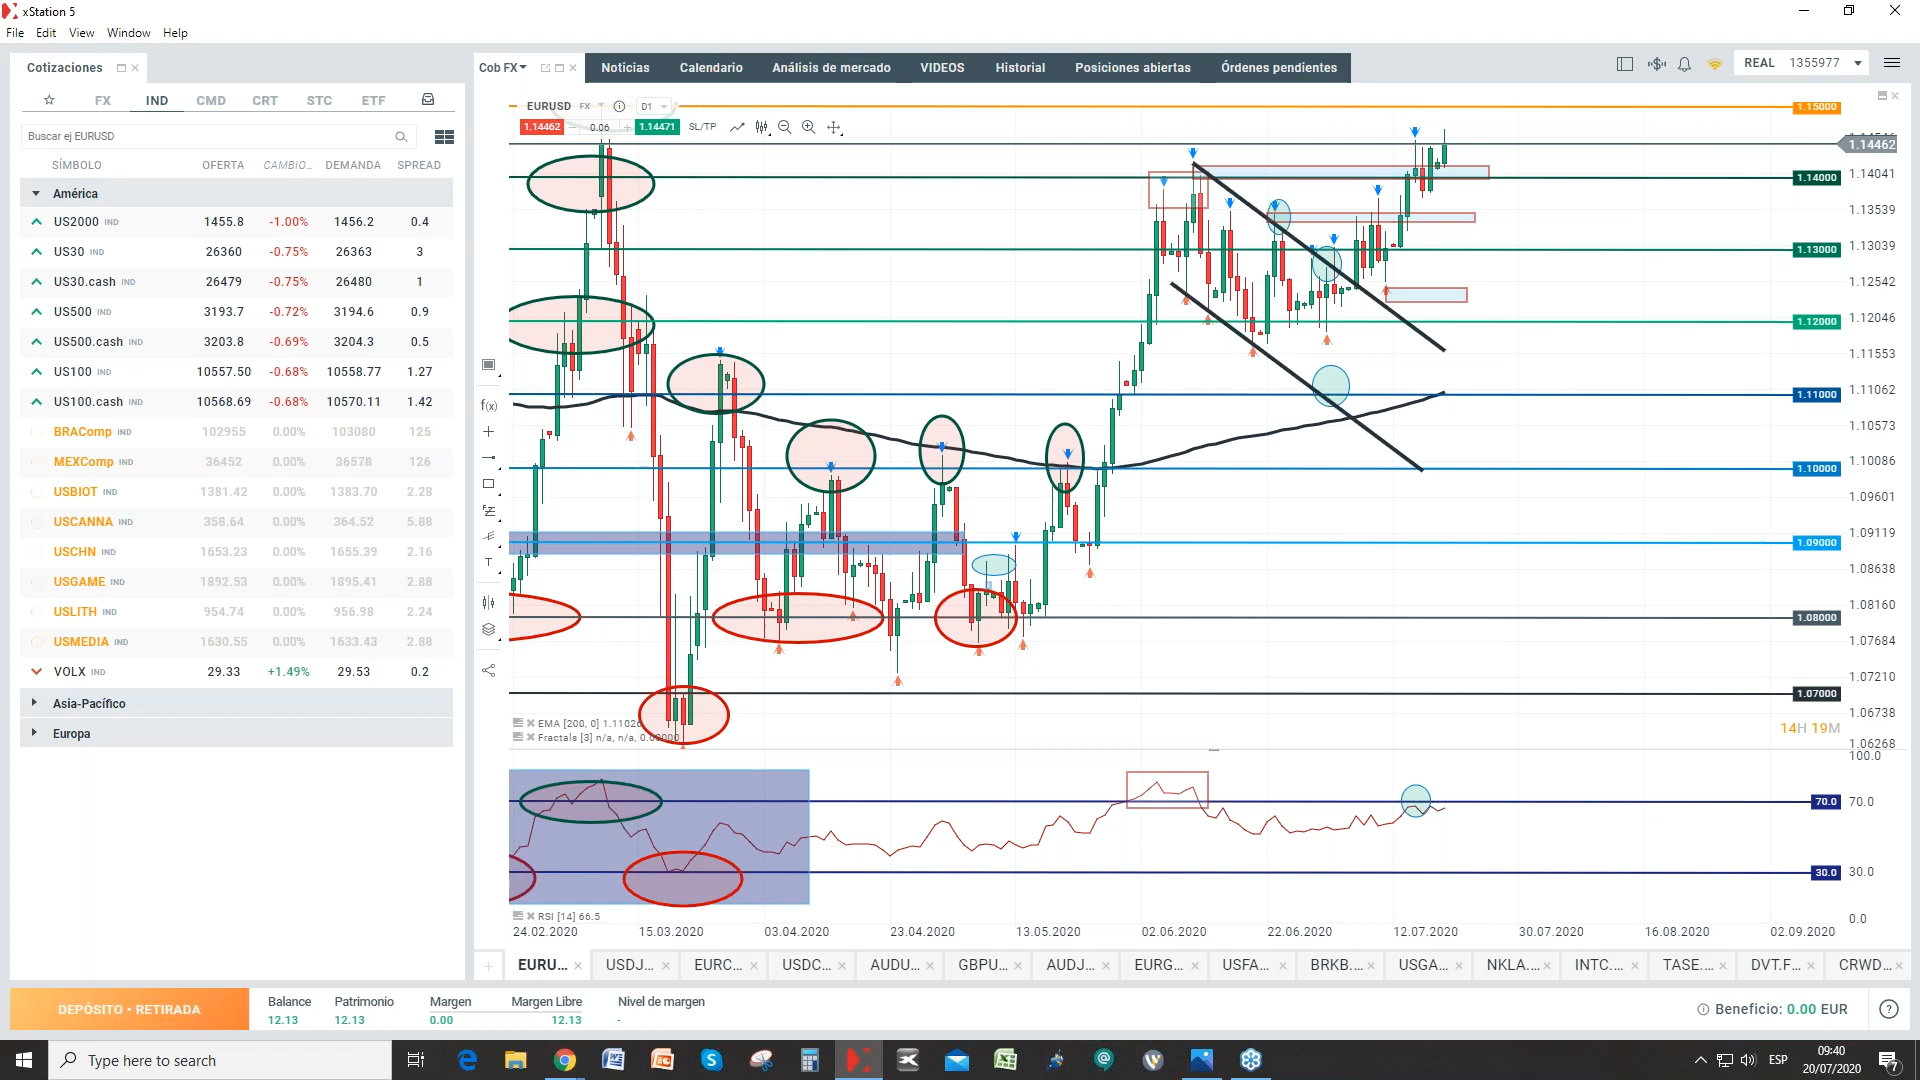 xStation 5
File Edit View Window Help
Cotizaciones
FX IND CMD CRT STC ETF
Buscar ej EURUSD
SÍMBOLO OFERTA CAMBIO... DEMANDA SPREAD
América
US2000 IND 1455.8 -1.00% 1456.2 0.4
US30 IND 26360 -0.75% 26363 3
US30.cash IND 26479 -0.75% 26480 1
US500 IND 3193.7 -0.72% 3194.6 0.9
US500.cash IND 3203.8 -0.69% 3204.3 0.5
US100 IND 10557.50 -0.68% 10558.77 1.27
US100.cash IND 10568.69 -0.68% 10570.11 1.42
BRAComp IND 102955 0.00% 103080 125
MEXComp IND 36452 0.00% 36578 126
USBIOT IND 1381.42 0.00% 1383.70 2.28
USCANNA IND 358.64 0.00% 364.52 5.88
USCHN IND 1653.23 0.00% 1655.39 2.16
USGAME IND 1892.53 0.00% 1895.41 2.88
USLITH IND 954.74 0.00% 956.98 2.24
USMEDIA IND 1630.55 0.00% 1633.43 2.88
VOLX IND 29.33 +1.49% 29.53 0.2
Asia-Pacífico
Europa
Cob FX Noticias Calendario Análisis de mercado VIDEOS Historial Posiciones abiertas Órdenes pendientes
REAL 1355977
EURUSD FX D1
1.14462 0.06 1.14471 SL/TP
f(x)
T
1.15000
1.14462
1.14041
1.14000
1.13539
1.13039
1.13000
1.12542
1.12046
1.12000
1.11553
1.11062
1.11000
1.10573
1.10086
1.10000
1.09601
1.09119
1.09000
1.08638
1.08160
1.08000
1.07684
1.07210
1.07000
1.06738
1.06268
14H 19M
EMA [200, 0] 1.11026
Fractals [3] n/a, n/a, 0.00000
100.0
70.0 70.0
30.0 30.0
0.0
RSI [14] 66.5
24.02.2020 15.03.2020 03.04.2020 23.04.2020 13.05.2020 02.06.2020 22.06.2020 12.07.2020 30.07.2020 16.08.2020 02.09.2020
EURU... USDJ... EURC... USDC... AUDU... GBPU... AUDJ... EURG... USFA... BRKB.... USGA... NKLA.... INTC.... TASE.... DVT.F... CRWD...
DEPÓSITO • RETIRADA
Balance Patrimonio Margen Margen Libre Nivel de margen
12.13 12.13 0.00 12.13 -
Beneficio: 0.00 EUR
Type here to search
ESP
09:40
20/07/2020
7